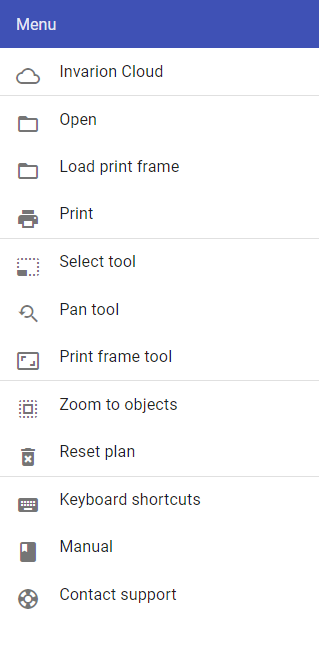 Menu
Invarion Cloud
Open
Load print frame
Print
Select tool
Pan tool
Print frame tool
Zoom to objects
Reset plan
Keyboard shortcuts
Manual
Contact support